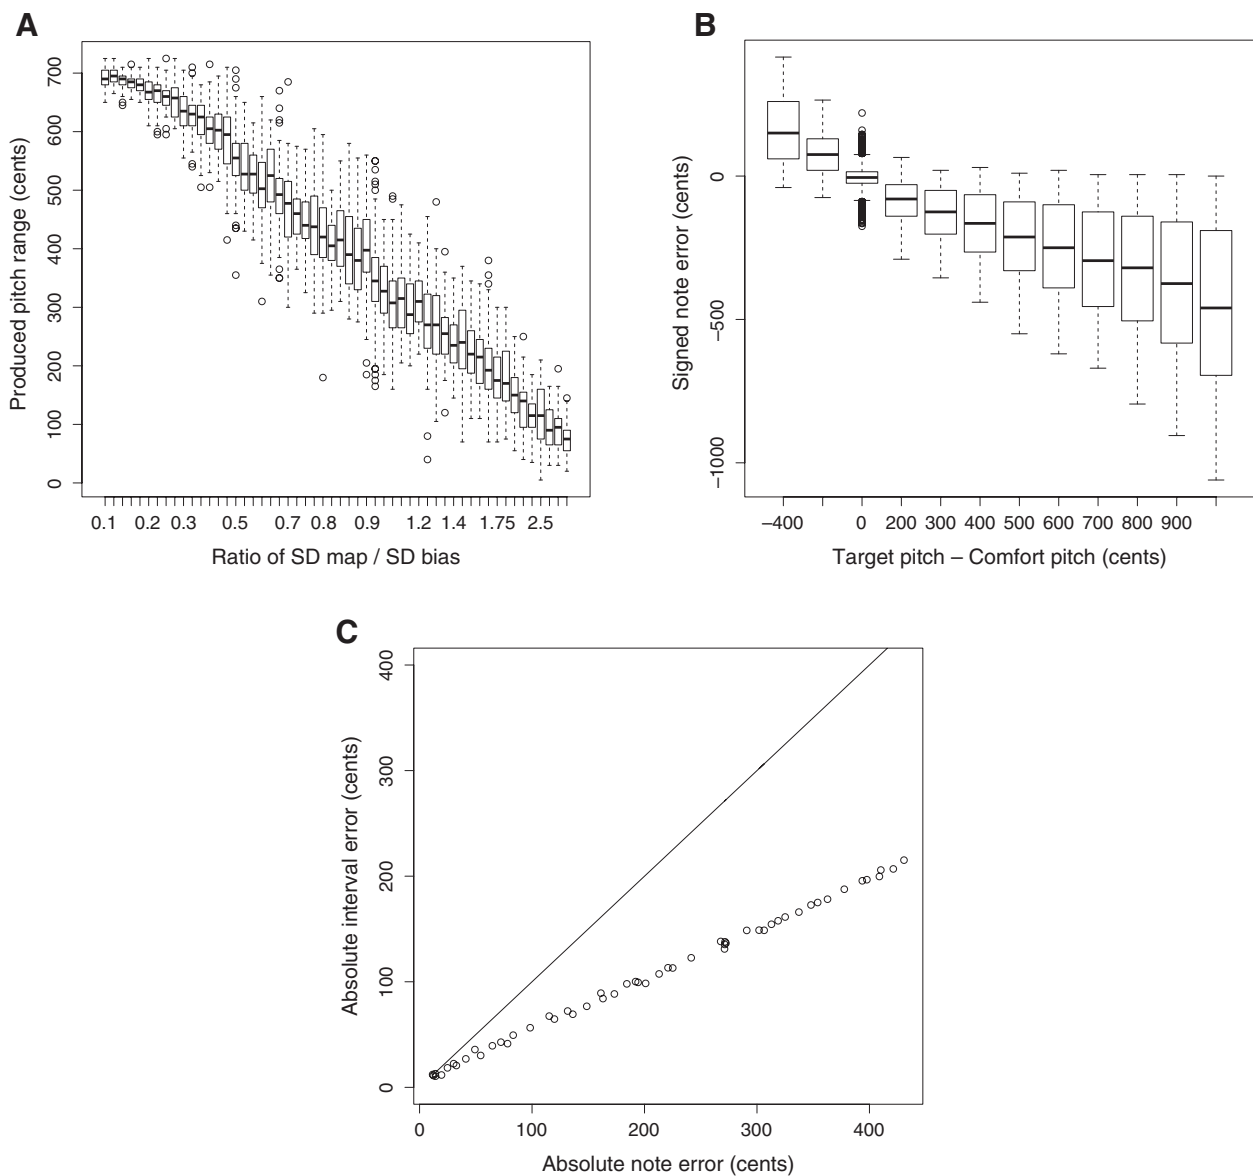 A
Produced pitch range (cents)
700
600
500
400
300
200
100
0
0.1 0.2 0.3 0.5 0.7 0.8 0.9 1.2 1.4 1.75 2.5
Ratio of SD map / SD bias
B
Signed note error (cents)
0
−500
−1000
−400 0 200 300 400 500 600 700 800 900
Target pitch – Comfort pitch (cents)
C
Absolute interval error (cents)
400
300
200
100
0
0 100 200 300 400
Absolute note error (cents)